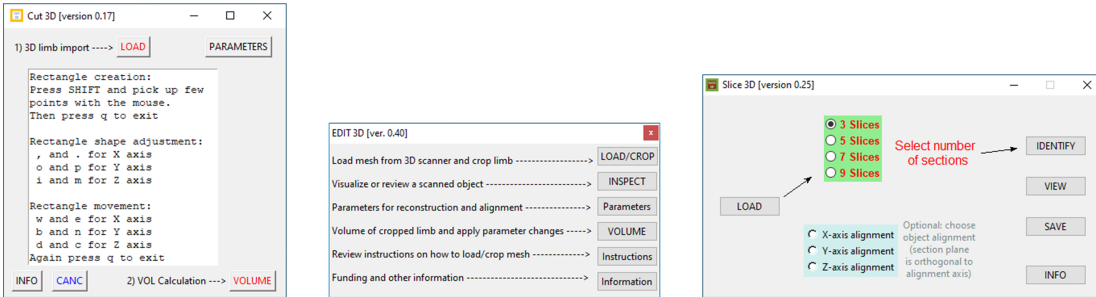 Cut 3D [version 0.17]
1) 3D limb import ----> LOAD PARAMETERS
Rectangle creation:
Press SHIFT and pick up few
points with the mouse.
Then press q to exit
Rectangle shape adjustment:
, and . for X axis
o and p for Y axis
i and m for Z axis
Rectangle movement:
w and e for X axis
b and n for Y axis
d and c for Z axis
Again press q to exit
INFO CANC 2) VOL Calculation ---> VOLUME
EDIT 3D [ver. 0.40]
Load mesh from 3D scanner and crop limb -----------------> LOAD/CROP
Visualize or review a scanned object ------------------------> INSPECT
Parameters for reconstruction and alignment ---------------> Parameters
Volume of cropped limb and apply parameter changes -------> VOLUME
Review instructions on how to load/crop mesh -------------> Instructions
Funding and other information -----------------------------> Information
Slice 3D [version 0.25]
3 Slices
5 Slices
7 Slices
9 Slices
Select number
of sections
IDENTIFY
VIEW
LOAD
SAVE
X-axis alignment
Y-axis alignment
Z-axis alignment
Optional: choose
object alignment
(section plane
is orthogonal to
alignment axis)
INFO